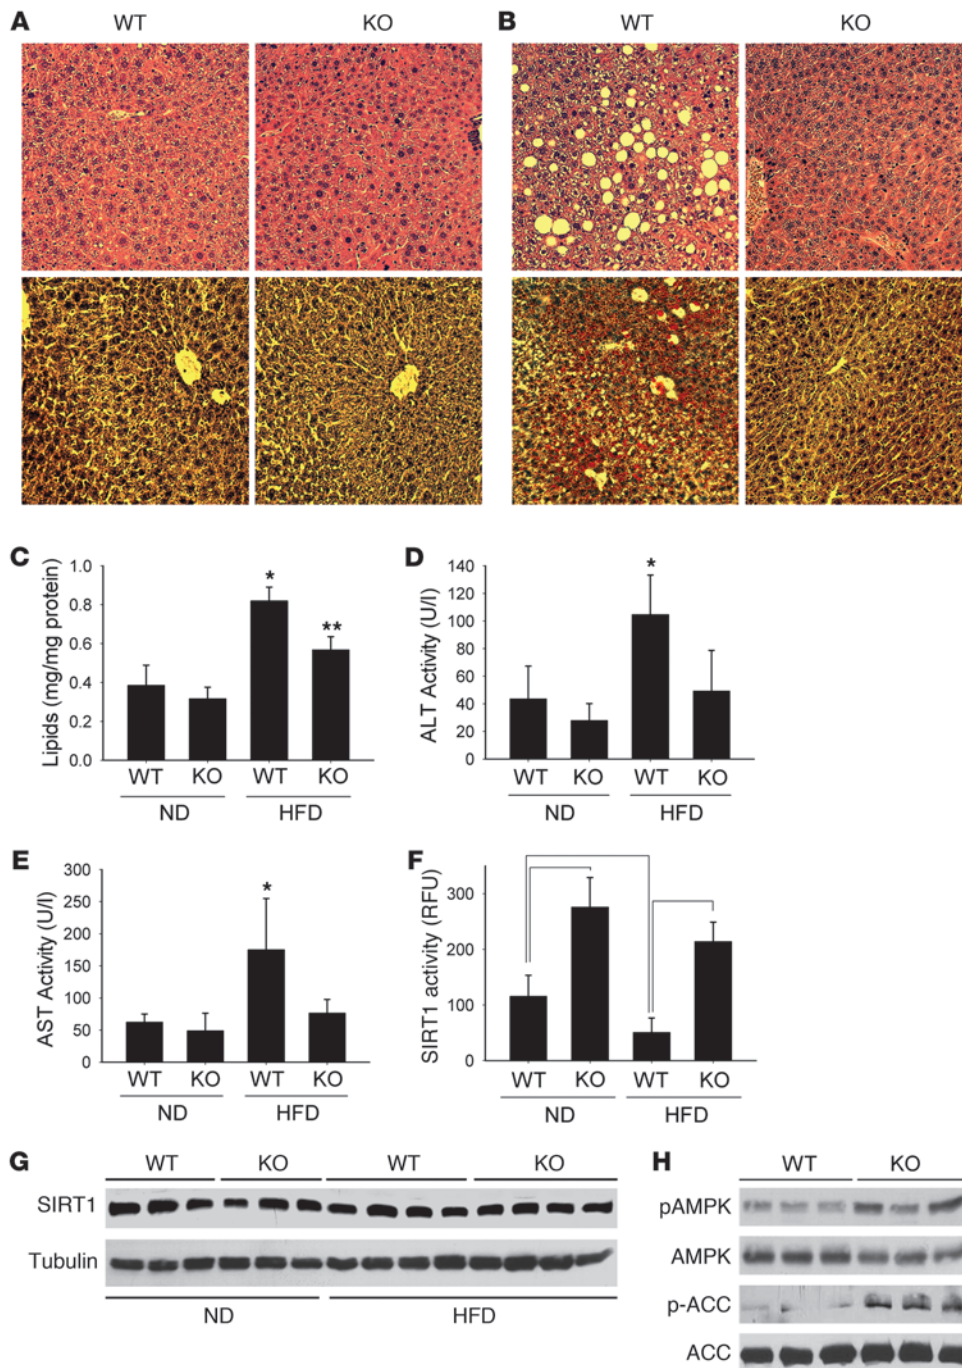 A WT KO B WT KO
C
Lipids (mg/mg protein)
1.0
0.8
0.6
0.4
0.2
0.0
* **
WT KO WT KO
ND HFD
D
ALT Activity (U/l)
140
120
100
80
60
40
20
0
*
WT KO WT KO
ND HFD
E
AST Activity (U/l)
300
250
200
150
100
50
0
*
WT KO WT KO
ND HFD
F
SIRT1 activity (RFU)
300
200
100
0
WT KO WT KO
ND HFD
G WT KO WT KO
SIRT1
Tubulin
ND HFD
H WT KO
pAMPK
AMPK
p-ACC
ACC